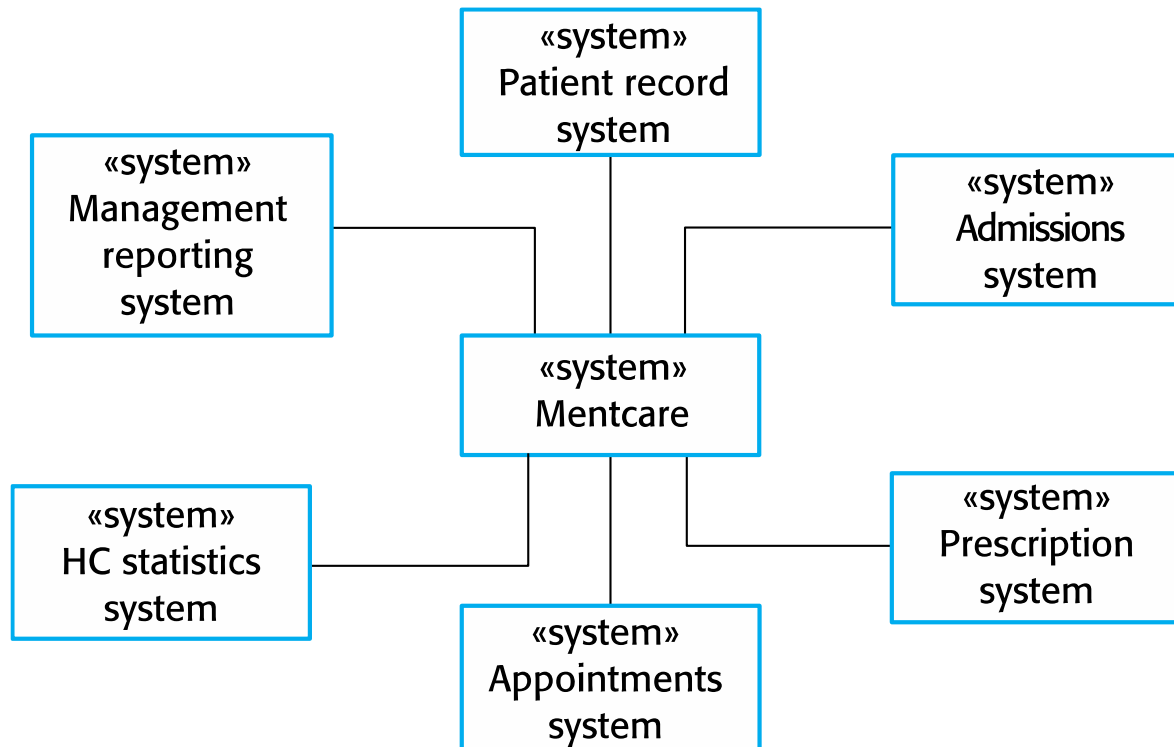 «system»
Patient record
system
«system»
Management
reporting
system
«system»
Admissions
system
«system»
Mentcare
«system»
HC statistics
system
«system»
Prescription
system
«system»
Appointments
system